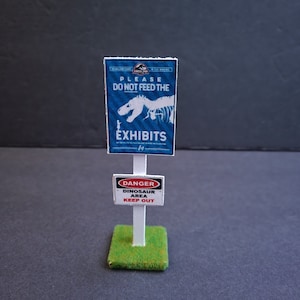 PLEASE
DO NOT FEED THE
EXHIBITS
DANGER
DINOSAUR
AREA
KEEP OUT